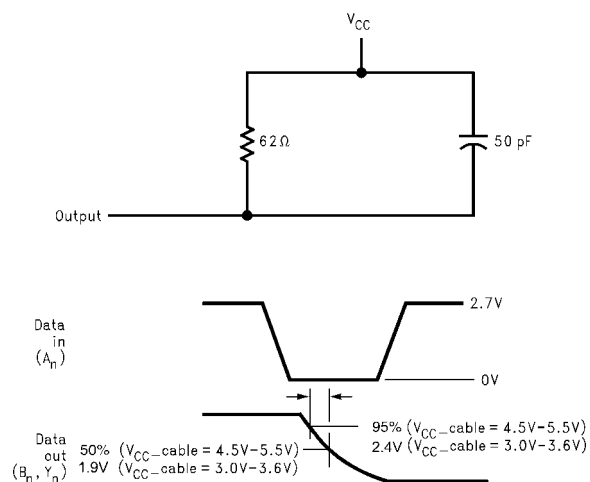 VCC
62Ω
50 pF
Output
2.7V
Data
in
(An)
0V
95% (VCC–cable = 4.5V–5.5V)
2.4V (VCC–cable = 3.0V–3.6V)
Data
out
(Bn, Yn)
50% (VCC–cable = 4.5V–5.5V)
1.9V (VCC–cable = 3.0V–3.6V)